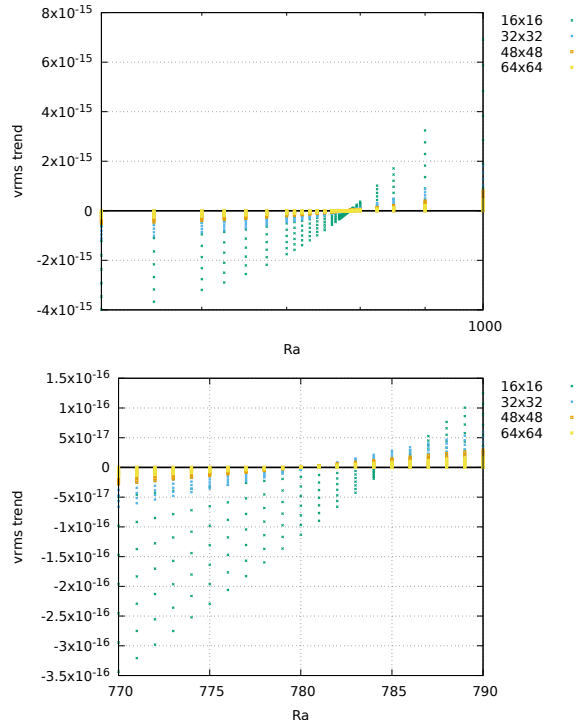 8x10-15
6x10-15
4x10-15
2x10-15
0
-2x10-15
-4x10-15
vrms trend
1000
Ra
16x16
32x32
48x48
64x64
1.5x10-16
1x10-16
5x10-17
0
-5x10-17
-1x10-16
-1.5x10-16
-2x10-16
-2.5x10-16
-3x10-16
-3.5x10-16
vrms trend
770
775
780
785
790
Ra
16x16
32x32
48x48
64x64